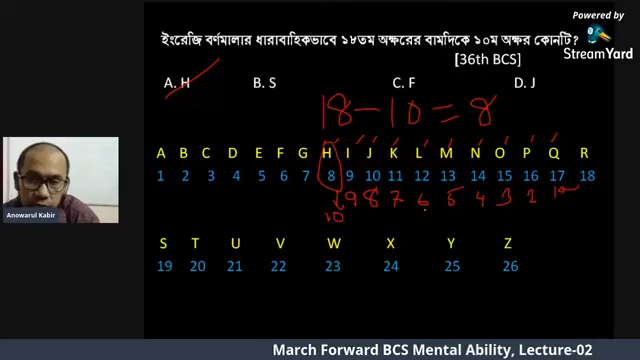 Powered by
StreamYard
ইংরেজি বর্ণমালার ধারাবাহিকভাবে ১৮তম অক্ষরের বামদিকে ১০ম অক্ষর কোনটি?
[36th BCS]
A. H B. S C. F D. J
18 - 10 = 8
A B C D E F G H I J K L M N O P Q R
1 2 3 4 5 6 7 8 9 10 11 12 13 14 15 16 17 18
10 9 8 7 6 5 4 3 2 1
S T U V W X Y Z
19 20 21 22 23 24 25 26
Anowarul Kabir
March Forward BCS Mental Ability, Lecture-02